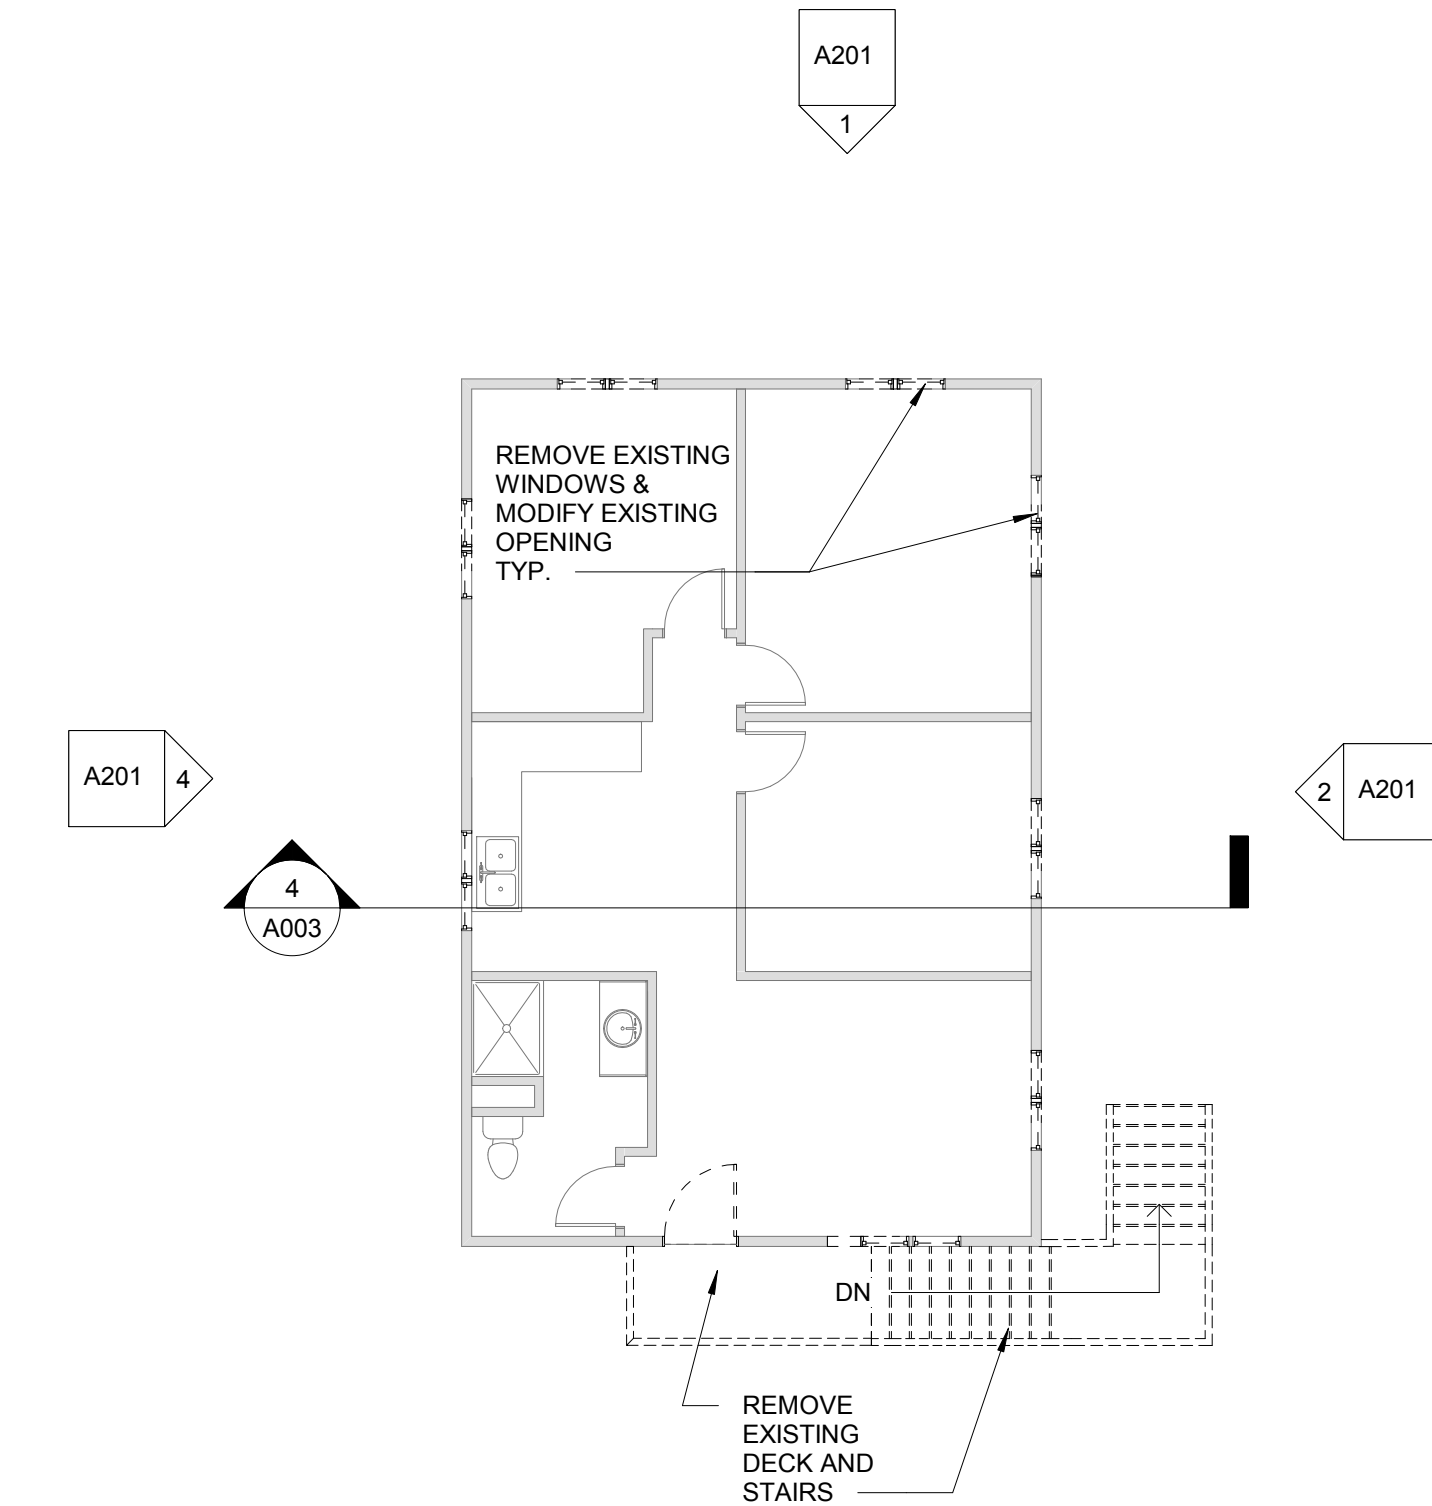 A201
1
REMOVE EXISTING
WINDOWS &
MODIFY EXISTING
OPENING
TYP.
A201 4
2 A201
4
A003
DN
REMOVE
EXISTING
DECK AND
STAIRS